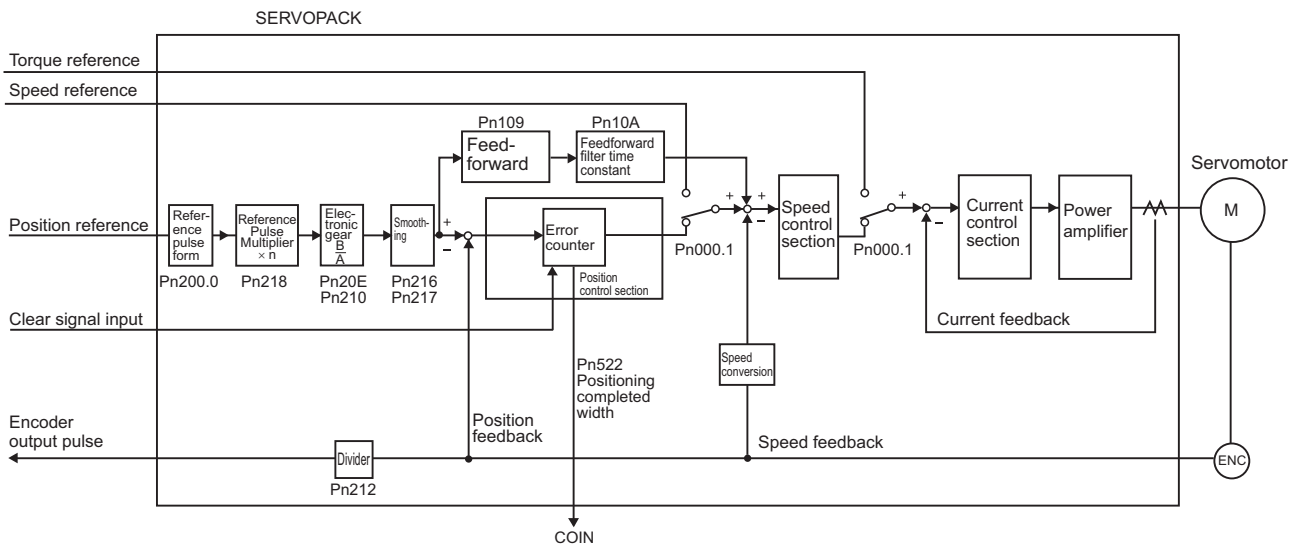 SERVOPACK
Torque reference
Speed reference
Pn109
Feed-
forward
Pn10A
Feedforward
filter time
constant
Servomotor
M
Position reference
Refer-
ence
pulse
form
Pn200.0
Reference
Pulse
Multiplier
× n
Pn218
Elec-
tronic
gear
B
A
Pn20E
Pn210
Smooth-
ing
Pn216
Pn217
+
−
Error
counter
Position
control section
Pn000.1
+
+
−
Speed
control
section
Pn000.1
+
−
Current
control
section
Power
amplifier
Clear signal input
Current feedback
Pn522
Positioning
completed
width
Speed
conversion
Encoder
output pulse
Position
feedback
Speed feedback
Divider
Pn212
ENC
COIN